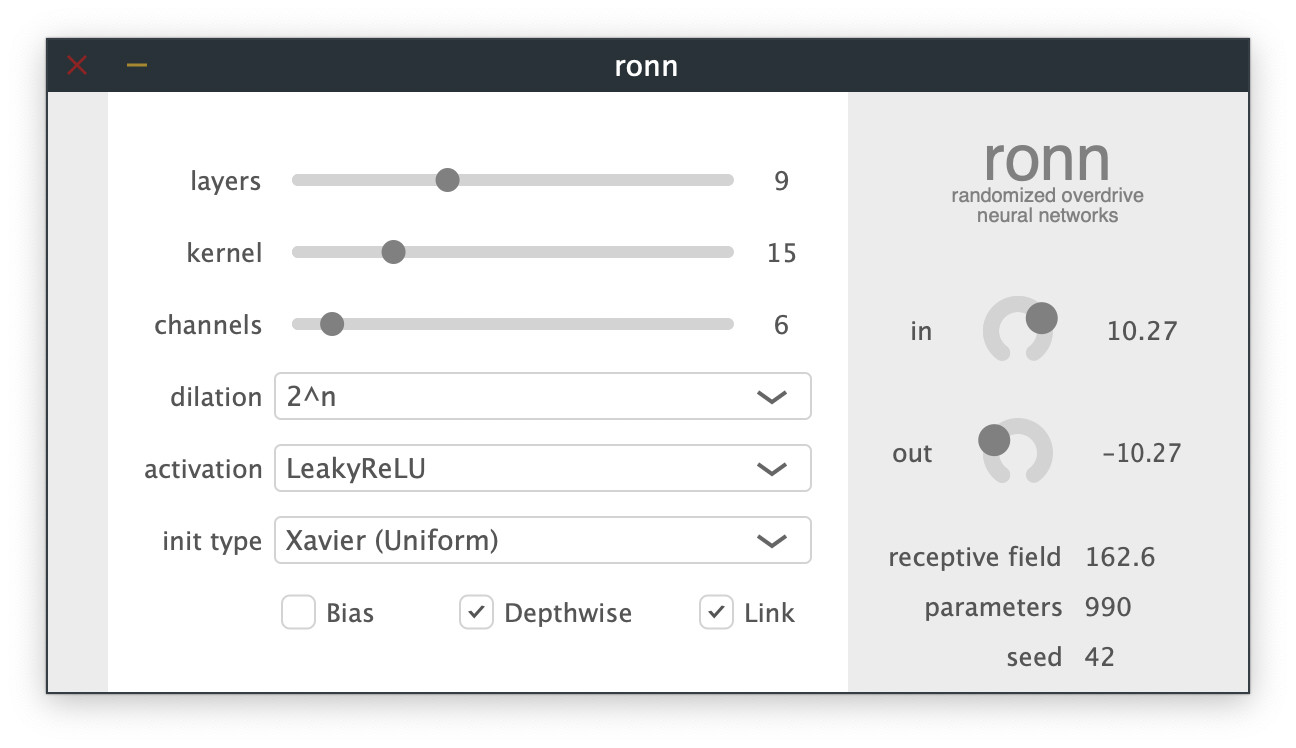 ronn
layers 9
kernel 15
channels 6
dilation 2^n
activation LeakyReLU
init type Xavier (Uniform)
Bias Depthwise Link
ronn
randomized overdrive
neural networks
in 10.27
out -10.27
receptive field 162.6
parameters 990
seed 42